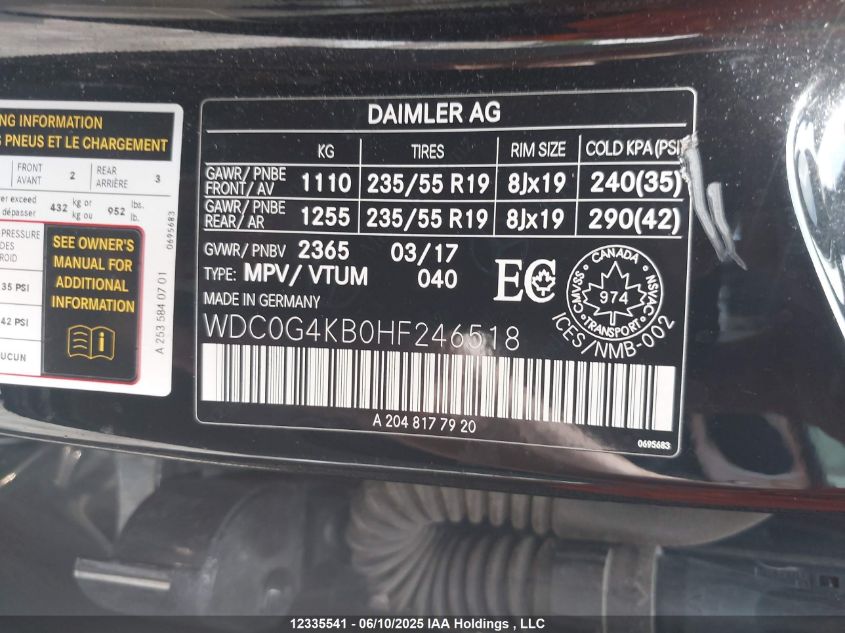 NG INFORMATION
S PNEUS ET LE CHARGEMENT
FRONT
AVANT 2 REAR
ARRIÈRE 3
er exceed
dépasser 432 kg or
kg ou 952 lbs.
lb.
PRESSURE
DES
ROID
35 PSI
42 PSI
UCUN
SEE OWNER'S
MANUAL FOR
ADDITIONAL
INFORMATION
0695683
A 253 584 07 01
DAIMLER AG
KG TIRES RIM SIZE COLD KPA(PSI
GAWR/PNBE
FRONT/AV 1110 235/55 R19 8Jx19 240(35)
GAWR/PNBE
REAR/AR 1255 235/55 R19 8Jx19 290(42)
GVWR/PNBV 2365 03/17
TYPE: MPV/VTUM 040
MADE IN GERMANY
EC
CANADA
CMVSS NSVAC
974
TRANSPORT
ICES/NMB-002
WDC0G4KB0HF246518
A 204 817 79 20
0695683
12335541 - 06/10/2025 IAA Holdings , LLC